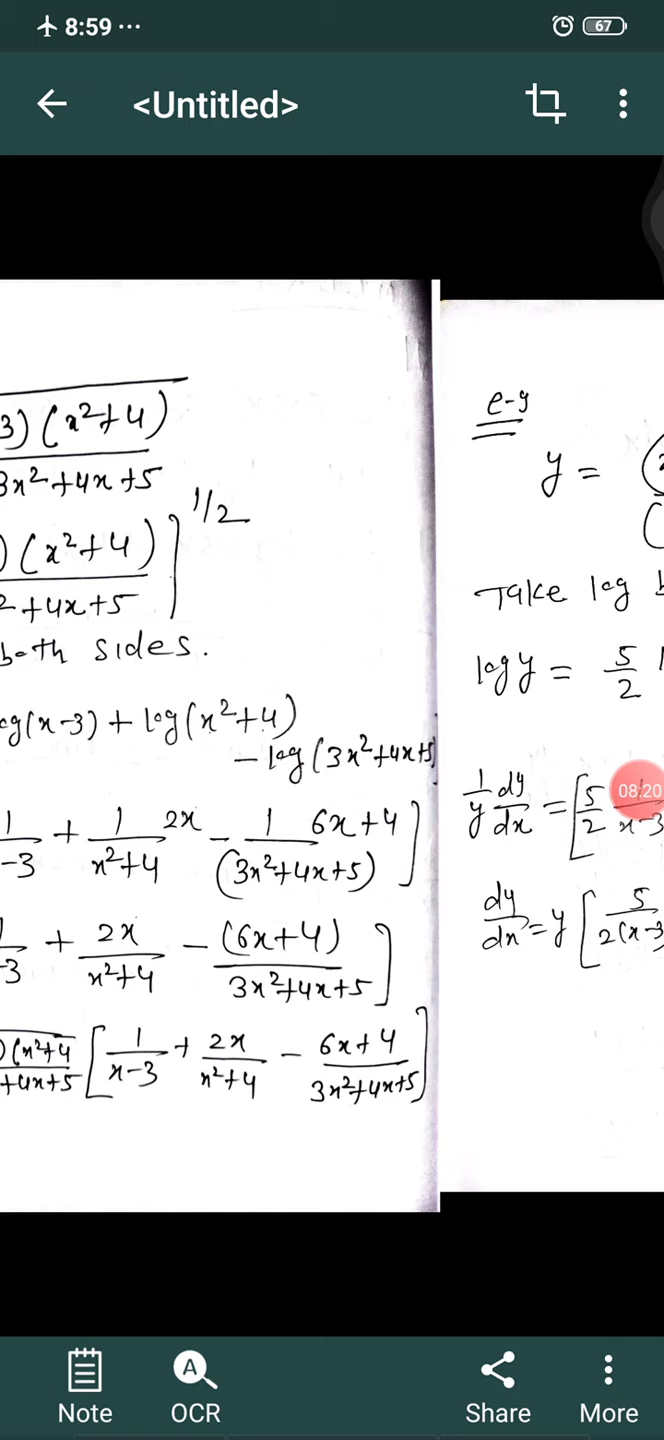 8:59 ...
67
<Untitled>
3) (x²+4)
3x²+4x+5
) (x²+4) ]^1/2
²+4x+5
both sides.
og(x-3) + log(x²+4)
- log(3x²+4x+5)
1/-3 + 1/x²+4 2x - 1/(3x²+4x+5) 6x+4 ]
1/-3 + 2x/x²+4 - (6x+4)/3x²+4x+5 ]
) (x²+4/+4x+5 [ 1/x-3 + 2x/x²+4 - 6x+4/3x²+4x+5 ]
e-g
y =
Take log b
log y = 5/2
1/y dy/dx = [ 5/2 1/x-3
08:20
dy/dx = y [ 5/2(x-3
Note
A
OCR
Share
More